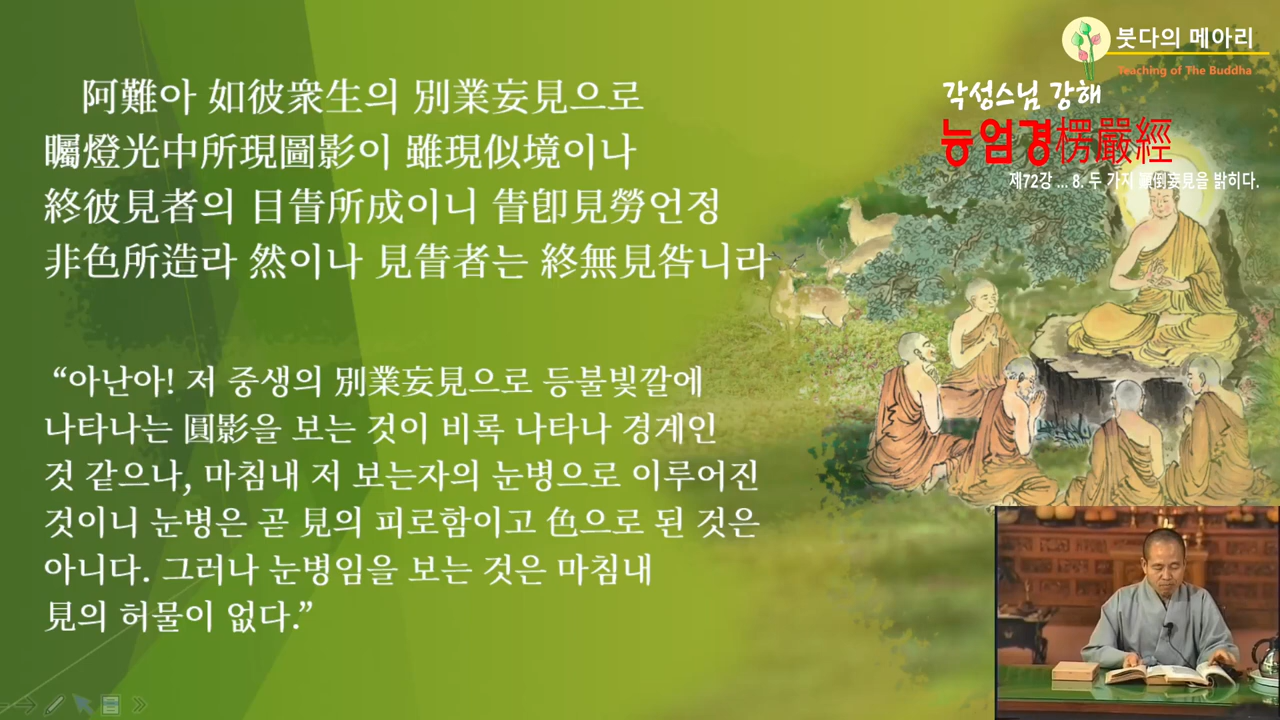 阿難아 如彼衆生의 別業妄見으로
矚燈光中所現圓影이 雖現似境이나
終彼見者의 目眚所成이니 眚卽見勞언정
非色所造라 然이나 見眚者는 終無見咎니라
“아난아! 저 중생의 別業妄見으로 등불빛깔에
나타나는 圓影을 보는 것이 비록 나타나 경계인
것 같으나, 마침내 저 보는자의 눈병으로 이루어진
것이니 눈병은 곧 見의 피로함이고 色으로 된 것은
아니다. 그러나 눈병임을 보는 것은 마침내
見의 허물이 없다.”
붓다의 메아리
Teaching of The Buddha
각성스님 강해
능엄경楞嚴經
제72강 ... 8. 두 가지 顚倒妄見을 밝히다.